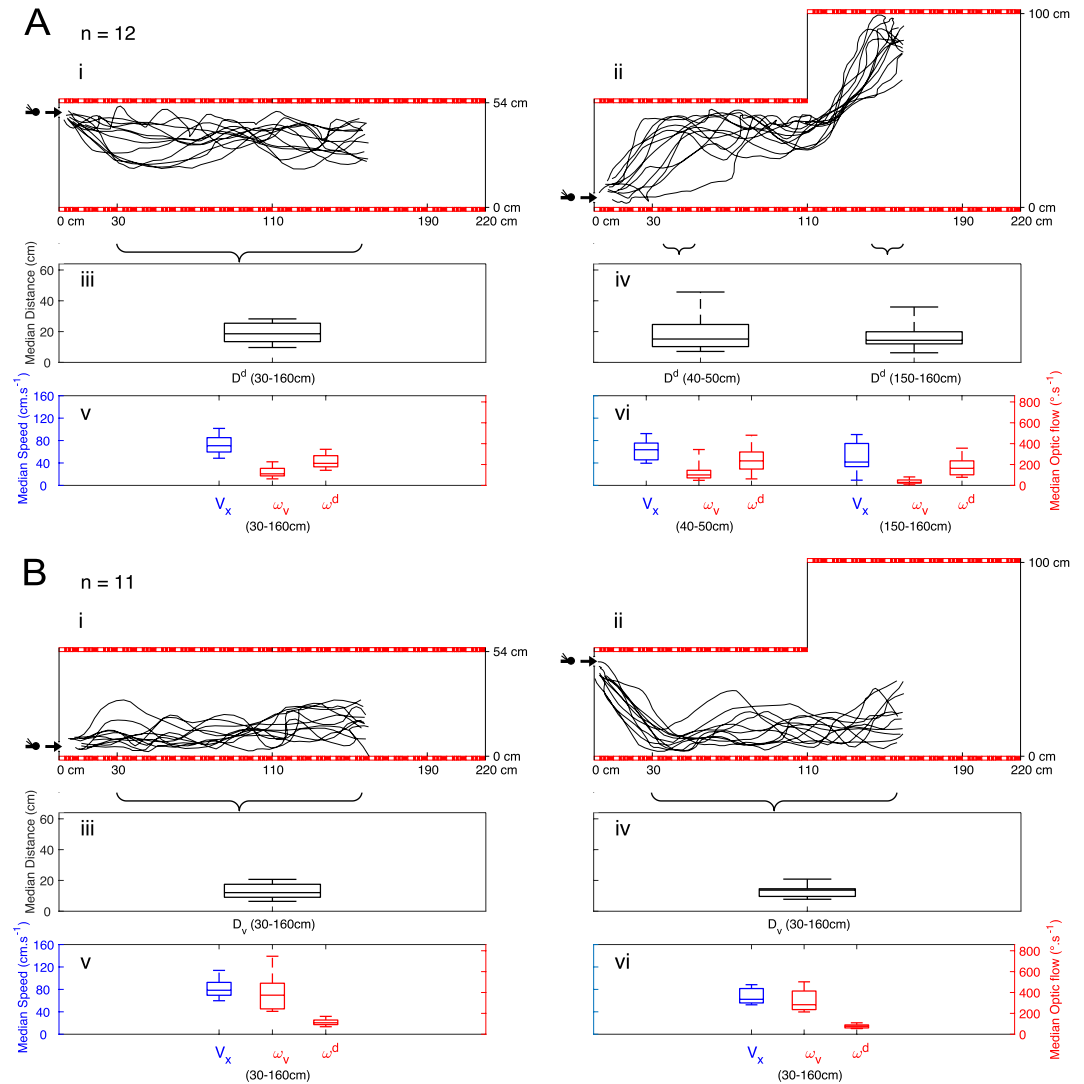 A
n = 12
i
ii
100 cm
54 cm
0 cm
0 cm
0 cm 30 110 190 220 cm
0 cm 30 110 190 220 cm
Median Distance (cm)
60
40
20
0
iii
D^d (30-160cm)
iv
D^d (40-50cm)
D^d (150-160cm)
Median Speed (cm.s⁻¹)
160
120
80
40
0
v
V_x ω_v ω^d
(30-160cm)
vi
V_x ω_v ω^d
(40-50cm)
V_x ω_v ω^d
(150-160cm)
800
600
400
200
0
Median Optic flow (°.s⁻¹)
B
n = 11
i
ii
100 cm
54 cm
0 cm
0 cm
0 cm 30 110 190 220 cm
0 cm 30 110 190 220 cm
Median Distance (cm)
60
40
20
0
iii
D_v (30-160cm)
iv
D_v (30-160cm)
Median Speed (cm.s⁻¹)
160
120
80
40
0
v
V_x ω_v ω^d
(30-160cm)
vi
V_x ω_v ω^d
(30-160cm)
800
600
400
200
0
Median Optic flow (°.s⁻¹)